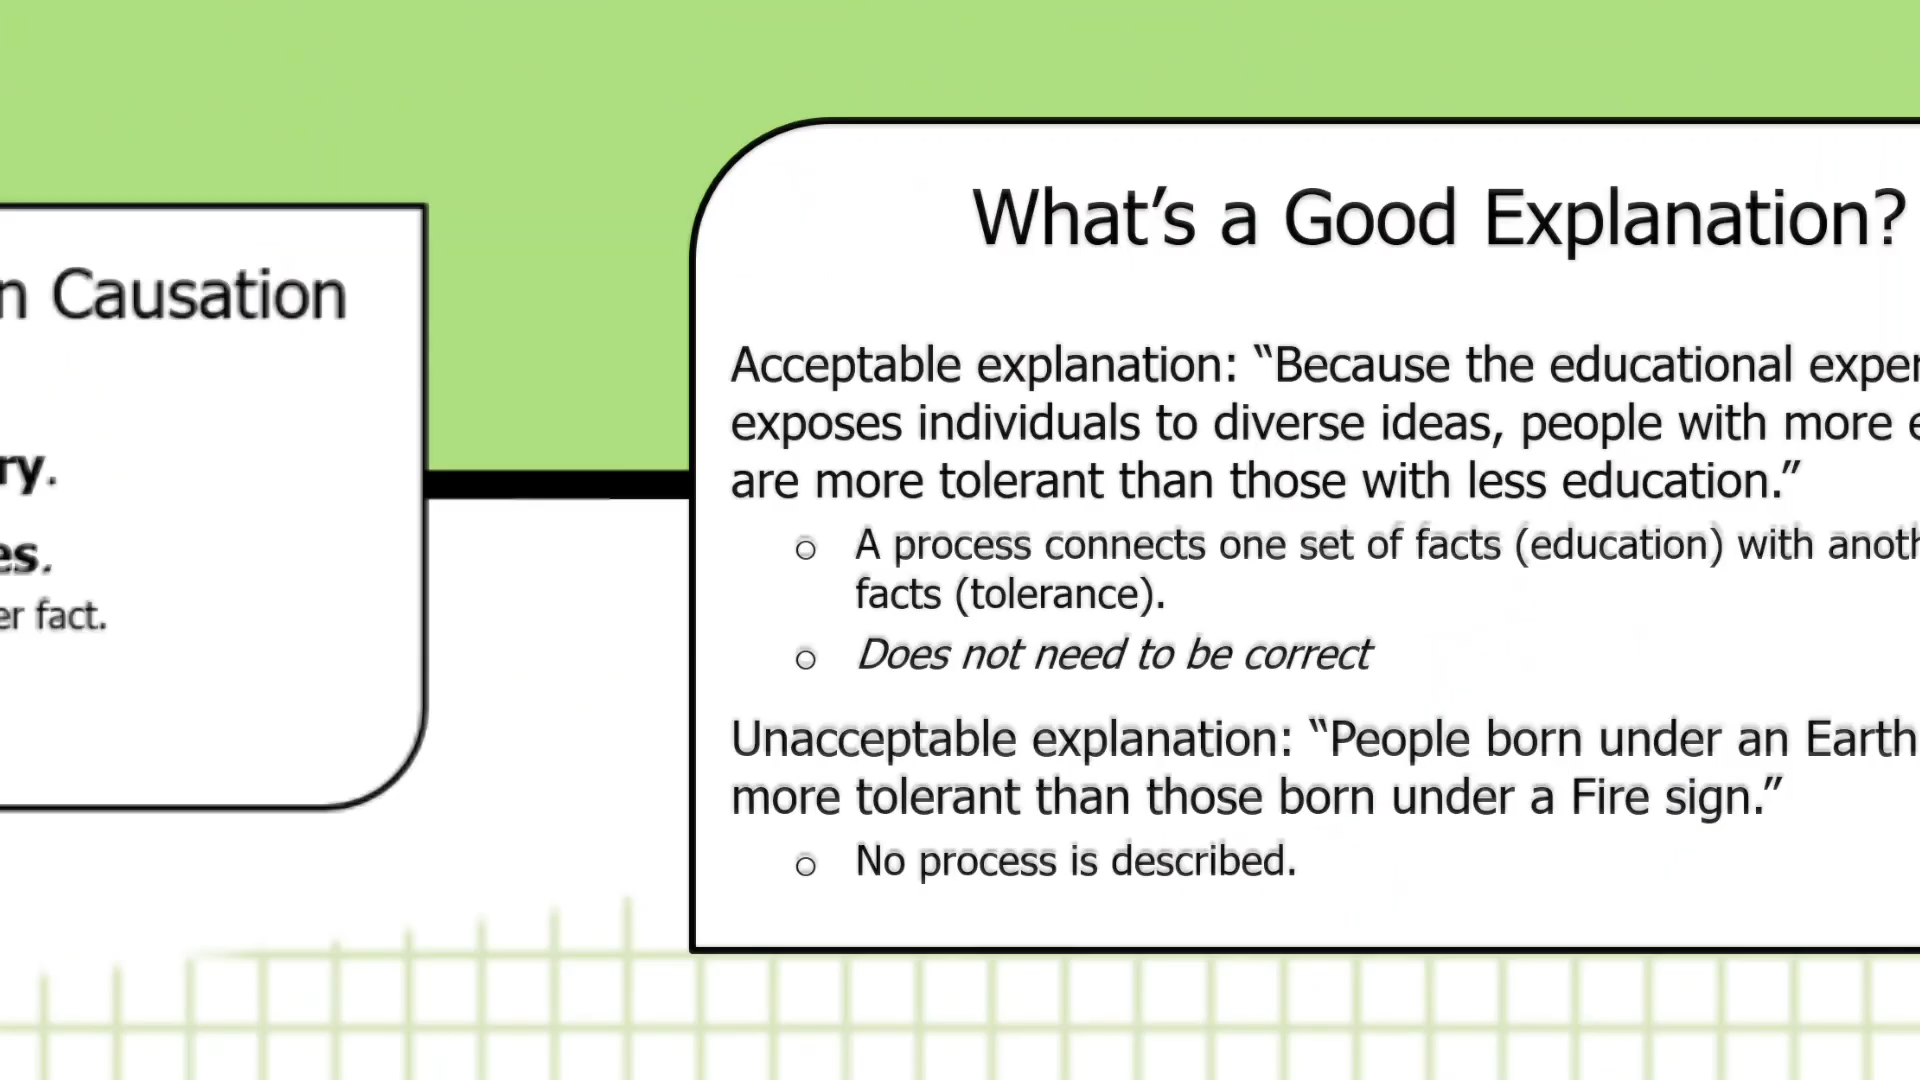 n Causation
ry.
es.
er fact.
What’s a Good Explanation?
Acceptable explanation: “Because the educational exper
exposes individuals to diverse ideas, people with more e
are more tolerant than those with less education.”
○ A process connects one set of facts (education) with anoth
facts (tolerance).
○ Does not need to be correct
Unacceptable explanation: “People born under an Earth
more tolerant than those born under a Fire sign.”
○ No process is described.